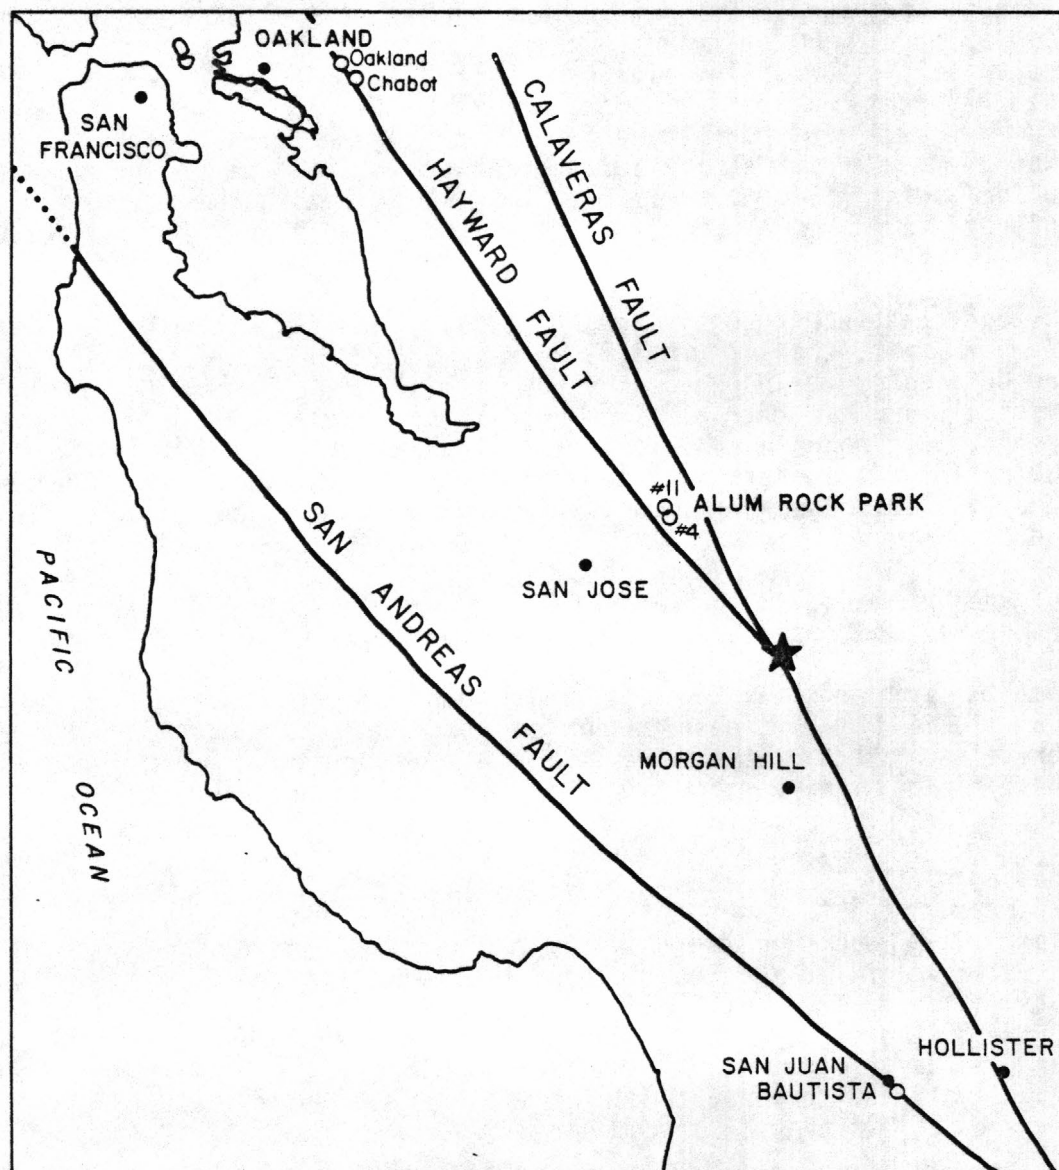 OAKLAND
Oakland
Chabot
SAN
FRANCISCO
HAYWARD FAULT
CALAVERAS FAULT
#11
ALUM ROCK PARK
#4
SAN JOSE
SAN ANDREAS FAULT
PACIFIC
OCEAN
MORGAN HILL
HOLLISTER
SAN JUAN
BAUTISTA